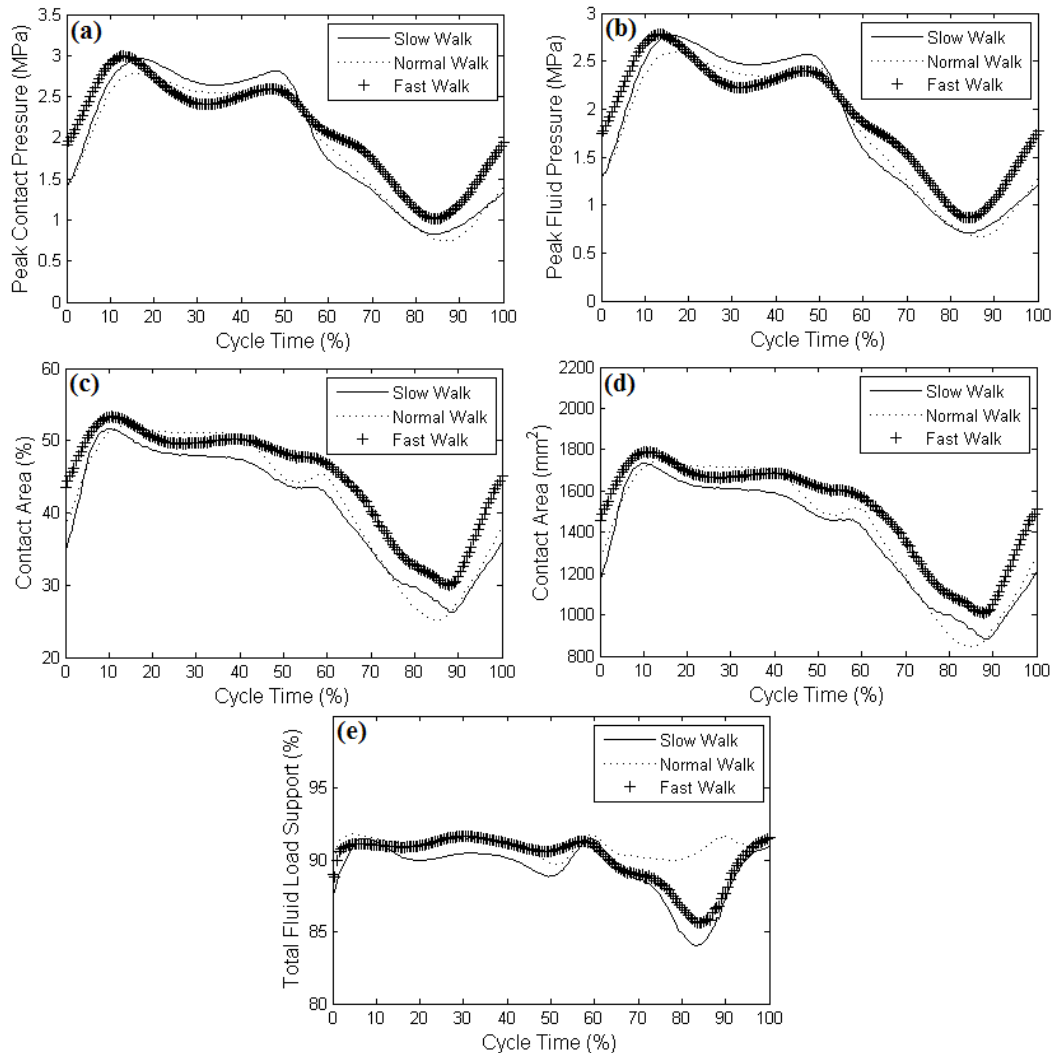 (a)
Slow Walk
Normal Walk
Fast Walk
Peak Contact Pressure (MPa)
3.5
3
2.5
2
1.5
1
0.5
0
0 10 20 30 40 50 60 70 80 90 100
Cycle Time (%)
(b)
Slow Walk
Normal Walk
Fast Walk
Peak Fluid Pressure (MPa)
3
2.5
2
1.5
1
0.5
0
0 10 20 30 40 50 60 70 80 90 100
Cycle Time (%)
(c)
Slow Walk
Normal Walk
Fast Walk
Contact Area (%)
60
50
40
30
20
0 10 20 30 40 50 60 70 80 90 100
Cycle Time (%)
(d)
Slow Walk
Normal Walk
Fast Walk
Contact Area (mm²)
2200
2000
1800
1600
1400
1200
1000
800
0 10 20 30 40 50 60 70 80 90 100
Cycle Time (%)
(e)
Slow Walk
Normal Walk
Fast Walk
Total Fluid Load Support (%)
95
90
85
80
0 10 20 30 40 50 60 70 80 90 100
Cycle Time (%)